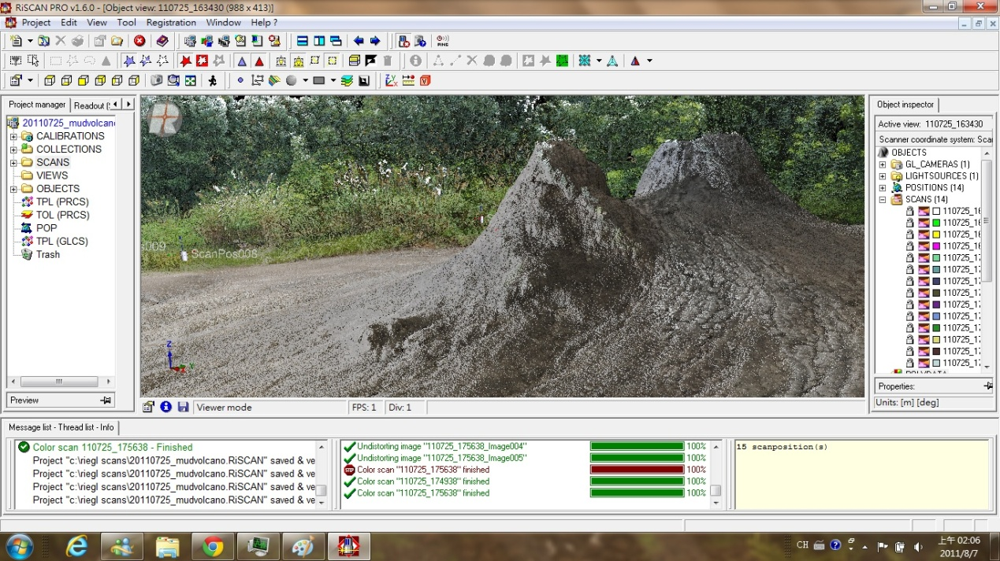 RiSCAN PRO v1.6.0 - [Object view: 110725_163430 (988 x 413)]
Project Edit View Tool Registration Window Help ?
Project manager Readout (
20110725_mudvolcano
CALIBRATIONS
COLLECTIONS
SCANS
VIEWS
OBJECTS
TPL (PRCS)
TOL (PRCS)
POP
TPL (GLCS)
Trash
Preview
s009
ScanPos008
Z
Y
X
Viewer mode
FPS: 1
Div: 1
Object inspector
Active view: 110725_163430
Scanner coordinate system: Sca
OBJECTS
GL_CAMERAS (1)
LIGHTSOURCES (1)
POSITIONS (14)
SCANS (14)
110725_16
110725_16
110725_16
110725_16
110725_17
110725_17
110725_17
110725_17
110725_17
110725_17
110725_17
110725_17
110725_17
110725_17
Properties:
Units: [m] [deg]
Message list - Thread list - Info
Color scan 110725_175638 - Finished
Project "c:\riegl scans\20110725_mudvolcano.RiSCAN" saved & ve
Project "c:\riegl scans\20110725_mudvolcano.RiSCAN" saved & ve
Project "c:\riegl scans\20110725_mudvolcano.RiSCAN" saved & ve
Project "c:\riegl scans\20110725_mudvolcano.RiSCAN" saved & ve
Undistorting image "110725_175638_Image004" 100%
Undistorting image "110725_175638_Image005" 100%
STOP Color scan "110725_175638" finished 100%
Color scan "110725_174938" finished 100%
Color scan "110725_175638" finished 100%
15 scanposition(s)
CH
上午 02:06
2011/8/7